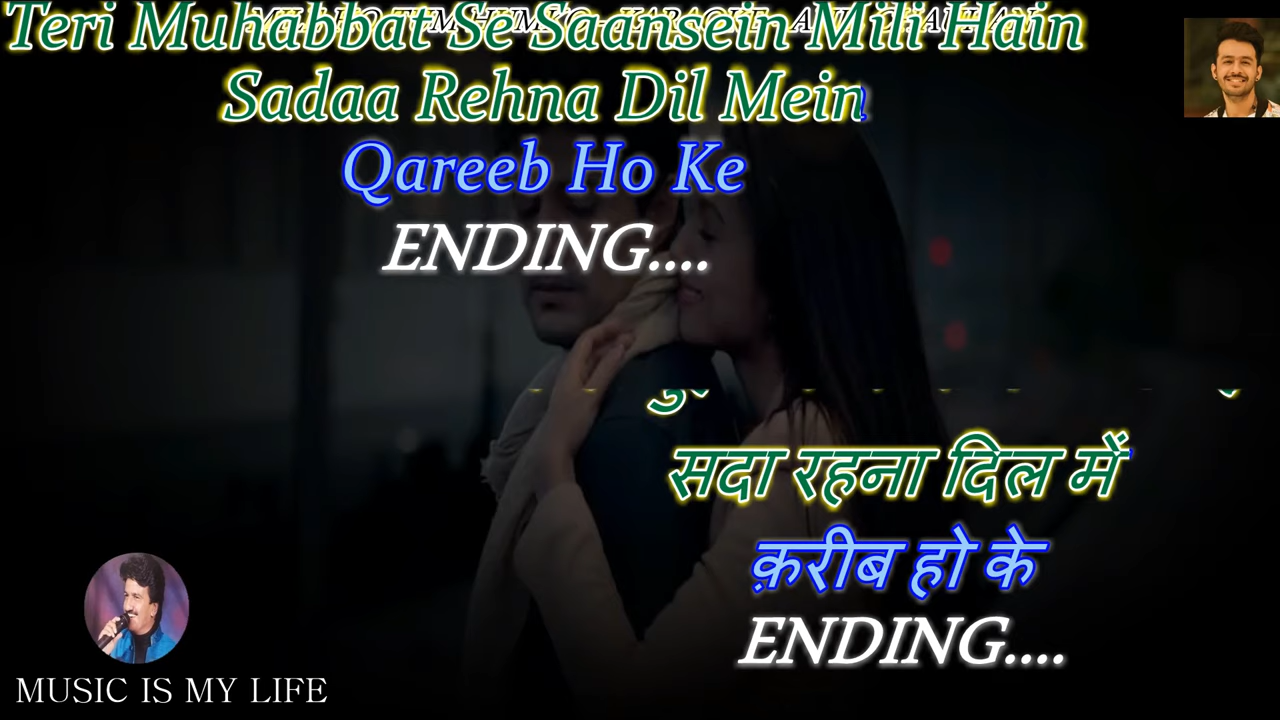 Teri Muhabbat Se Saansein Mili Hain
Sadaa Rehna Dil Mein
Qareeb Ho Ke
ENDING....
सदा रहना दिल में
क़रीब हो के
ENDING....
MUSIC IS MY LIFE